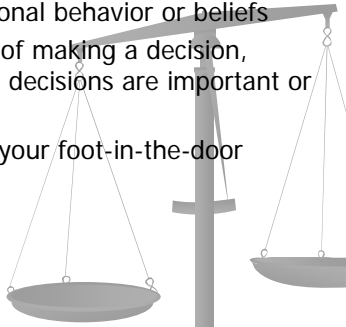 onal behavior or beliefs
of making a decision,
decisions are important or
your foot-in-the-door